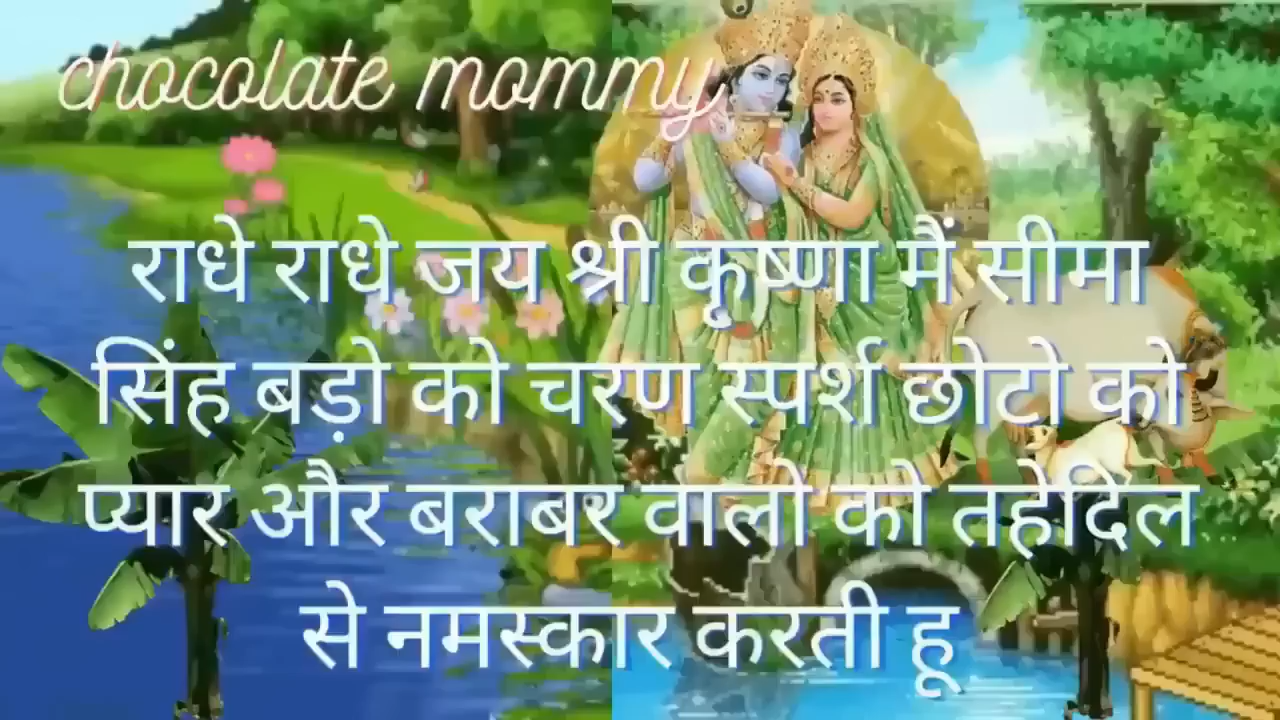 chocolate mommy
राधे राधे जय श्री कृष्णा मैं सीमा
सिंह बड़ो को चरण स्पर्श छोटो को
प्यार और बराबर वालो को तहेदिल
से नमस्कार करती हू